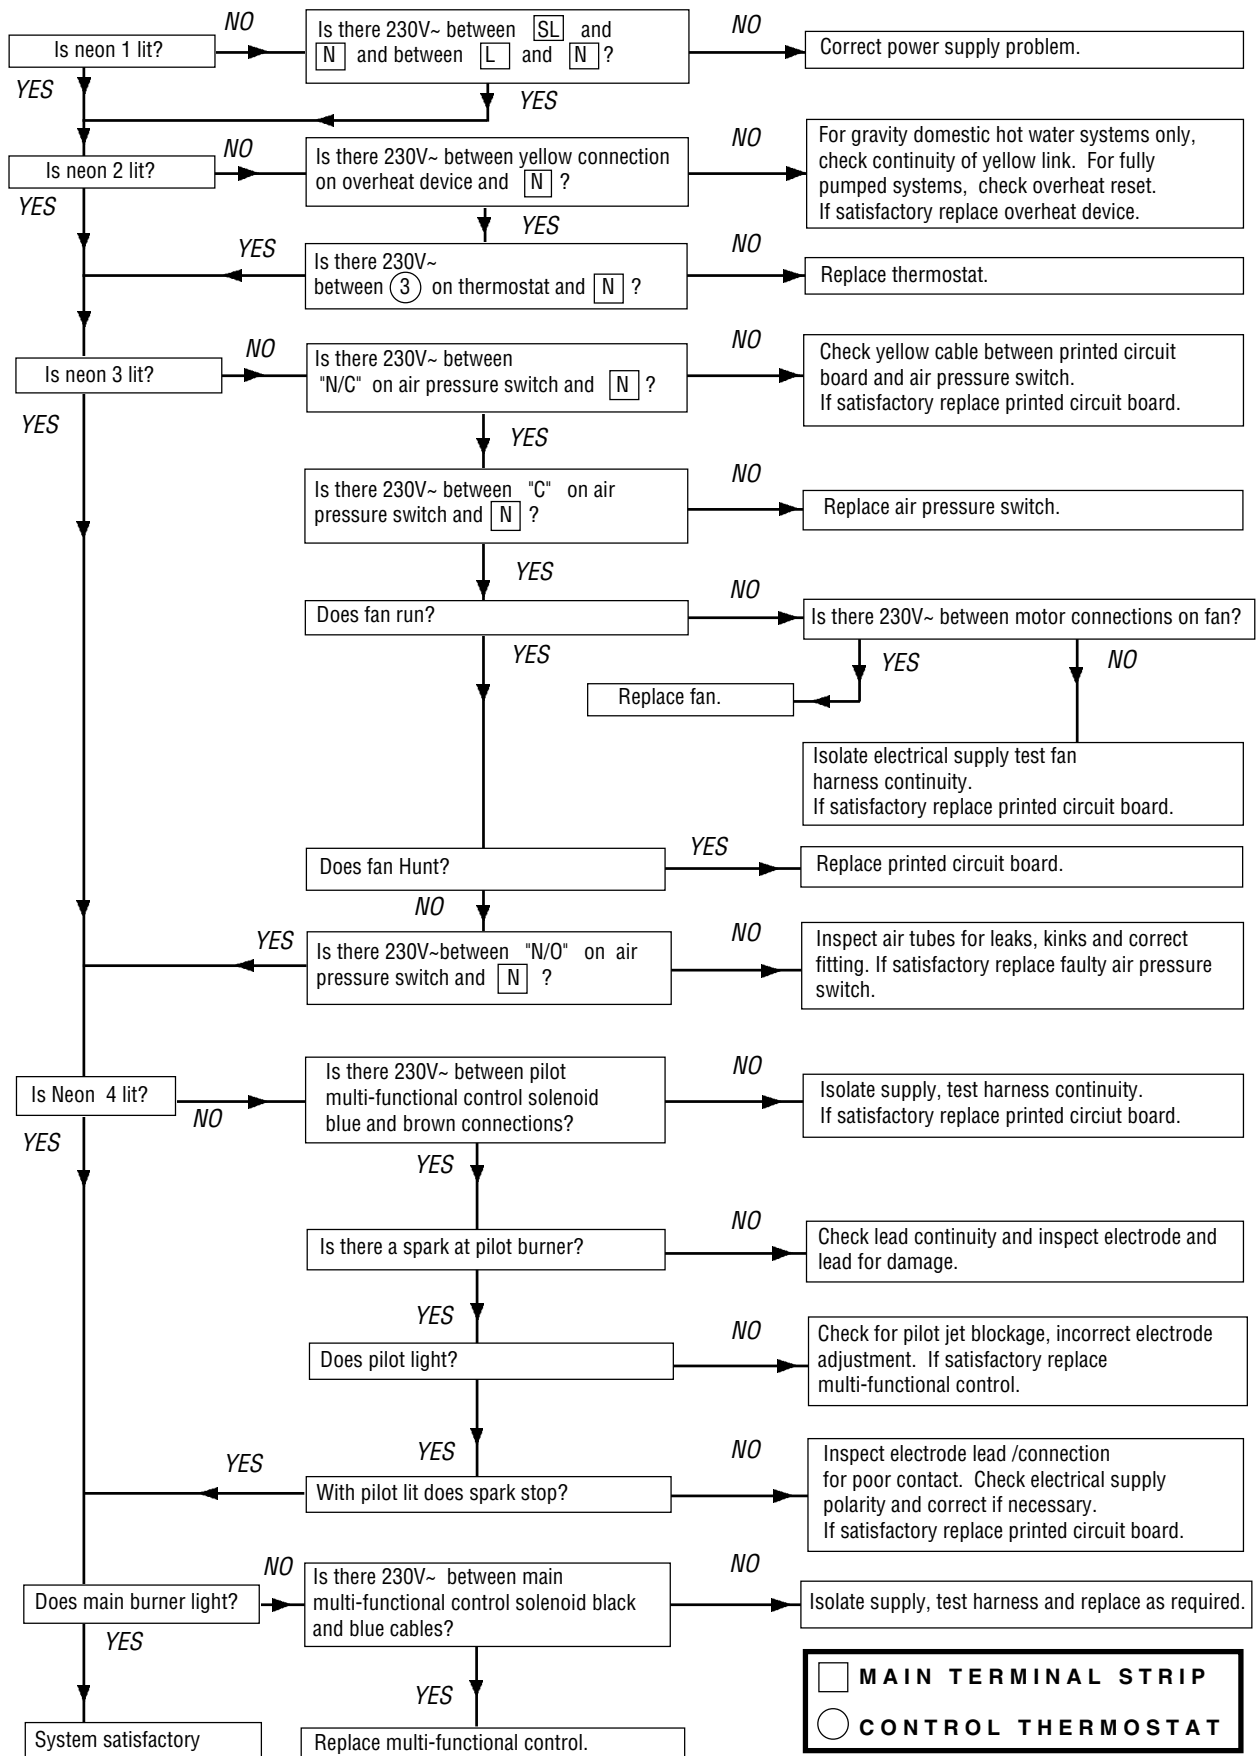 NO
Is there 230V~ between SL and
N and between L and N ?
NO
Correct power supply problem.
Is neon 1 lit?
YES
YES
Is neon 2 lit?
NO
Is there 230V~ between yellow connection
on overheat device and N ?
NO
For gravity domestic hot water systems only,
check continuity of yellow link. For fully
pumped systems, check overheat reset.
If satisfactory replace overheat device.
YES
YES
YES
Is there 230V~
between 3 on thermostat and N ?
NO
Replace thermostat.
Is neon 3 lit?
NO
Is there 230V~ between
"N/C" on air pressure switch and N ?
NO
Check yellow cable between printed circuit
board and air pressure switch.
If satisfactory replace printed circuit board.
YES
YES
Is there 230V~ between "C" on air
pressure switch and N ?
NO
Replace air pressure switch.
YES
Does fan run?
NO
Is there 230V~ between motor connections on fan?
YES
YES
NO
Replace fan.
Isolate electrical supply test fan
harness continuity.
If satisfactory replace printed circuit board.
Does fan Hunt?
YES
Replace printed circuit board.
NO
YES
Is there 230V~between "N/O" on air
pressure switch and N ?
NO
Inspect air tubes for leaks, kinks and correct
fitting. If satisfactory replace faulty air pressure
switch.
Is Neon 4 lit?
NO
Is there 230V~ between pilot
multi-functional control solenoid
blue and brown connections?
NO
Isolate supply, test harness continuity.
If satisfactory replace printed circiut board.
YES
YES
Is there a spark at pilot burner?
NO
Check lead continuity and inspect electrode and
lead for damage.
YES
Does pilot light?
NO
Check for pilot jet blockage, incorrect electrode
adjustment. If satisfactory replace
multi-functional control.
YES
YES
With pilot lit does spark stop?
NO
Inspect electrode lead /connection
for poor contact. Check electrical supply
polarity and correct if necessary.
If satisfactory replace printed circuit board.
Does main burner light?
NO
Is there 230V~ between main
multi-functional control solenoid black
and blue cables?
NO
Isolate supply, test harness and replace as required.
YES
YES
System satisfactory
Replace multi-functional control.
MAIN TERMINAL STRIP
CONTROL THERMOSTAT